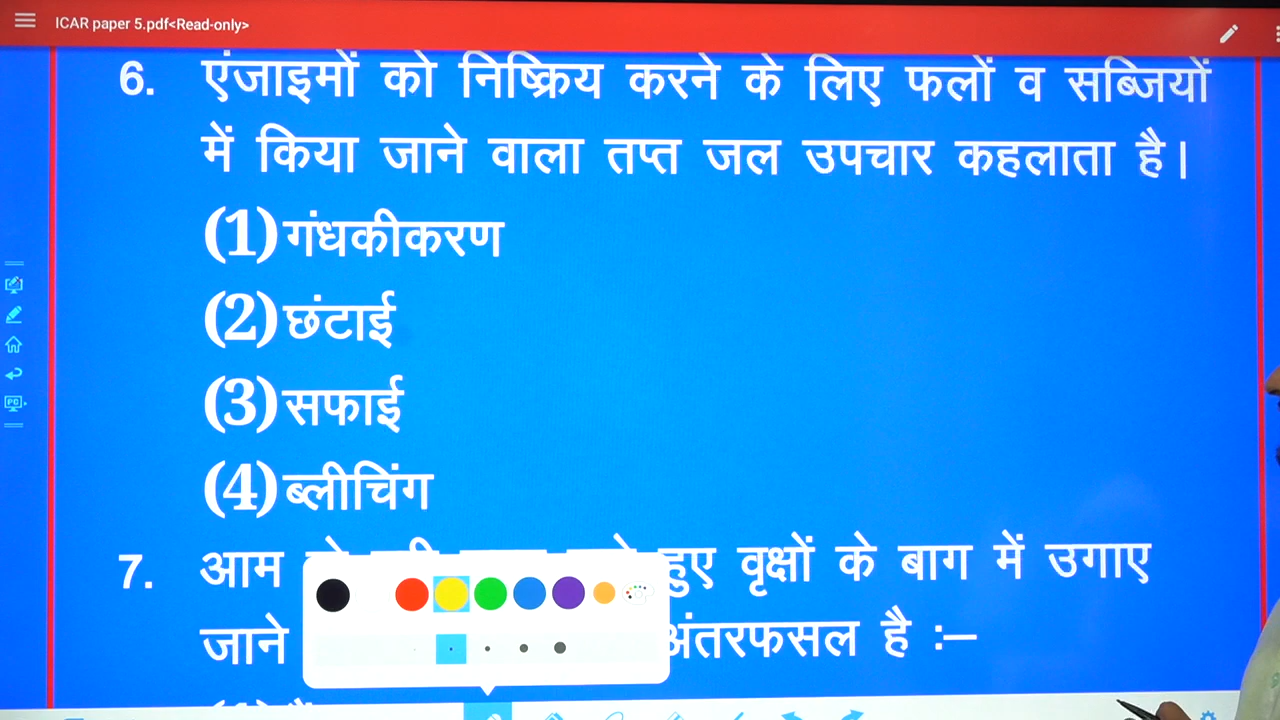 ICAR paper 5.pdf<Read-only>
6. एंजाइमों को निष्क्रिय करने के लिए फलों व सब्जियों
में किया जाने वाला तप्त जल उपचार कहलाता है।
(1) गंधकीकरण
(2) छंटाई
(3) सफाई
(4) ब्लीचिंग
7. आम हुए वृक्षों के बाग में उगाए
जाने अंतरफसल है :–